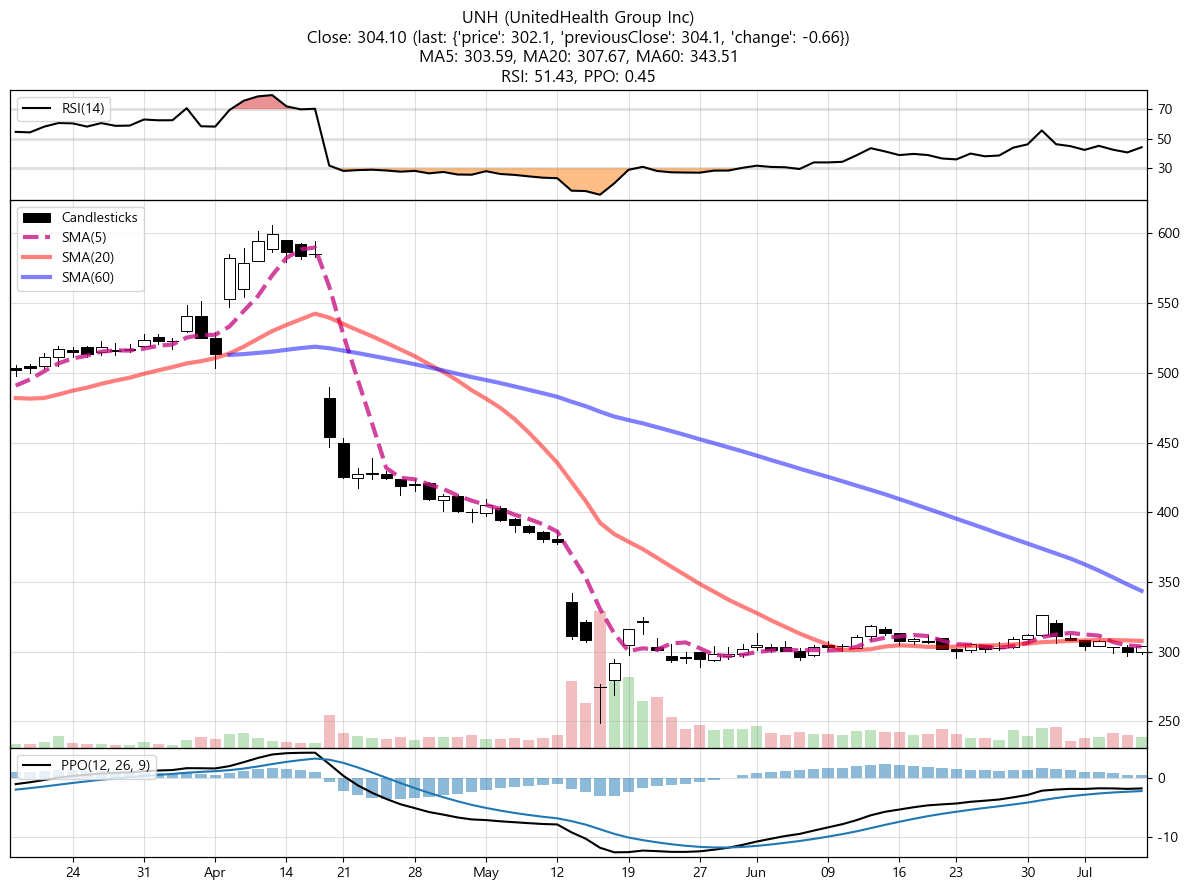 UNH (UnitedHealth Group Inc)
Close: 304.10 (last: {'price': 302.1, 'previousClose': 304.1, 'change': -0.66})
MA5: 303.59, MA20: 307.67, MA60: 343.51
RSI: 51.43, PPO: 0.45
RSI(14)
70
50
30
Candlesticks
SMA(5)
SMA(20)
SMA(60)
600
550
500
450
400
350
300
250
PPO(12, 26, 9)
0
-10
24 31 Apr 14 21 28 May 12 19 27 Jun 09 16 23 30 Jul